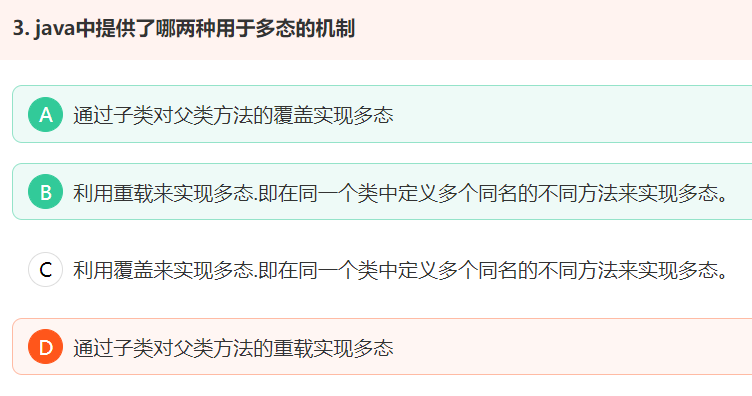 3. java中提供了哪两种用于多态的机制
A 通过子类对父类方法的覆盖实现多态
B 利用重载来实现多态.即在同一个类中定义多个同名的不同方法来实现多态。
C 利用覆盖来实现多态.即在同一个类中定义多个同名的不同方法来实现多态。
D 通过子类对父类方法的重载实现多态